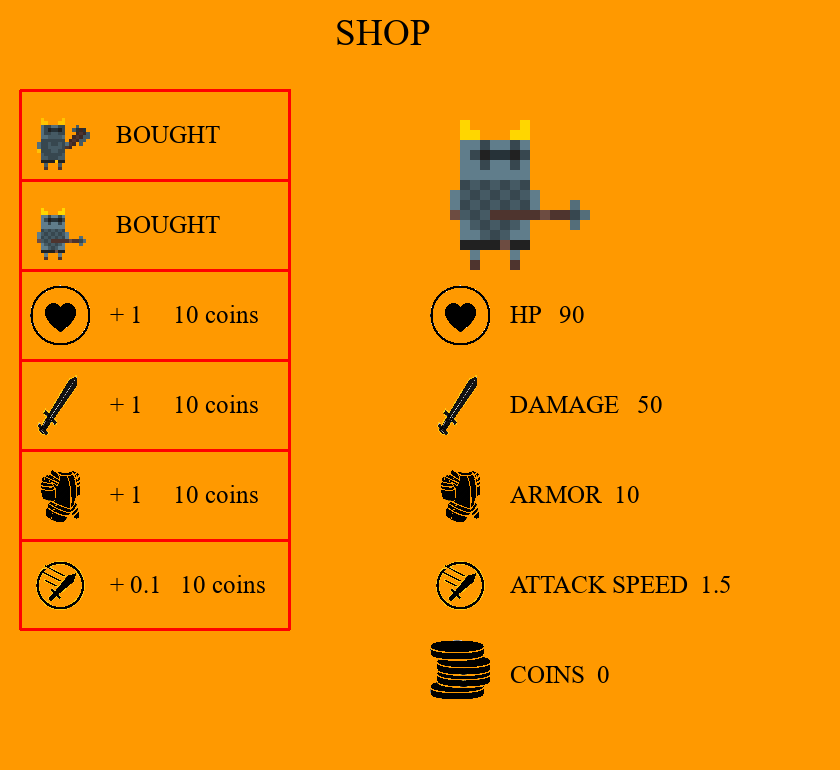 SHOP
BOUGHT
BOUGHT
+ 1 10 coins
+ 1 10 coins
+ 1 10 coins
+ 0.1 10 coins
HP 90
DAMAGE 50
ARMOR 10
ATTACK SPEED 1.5
COINS 0